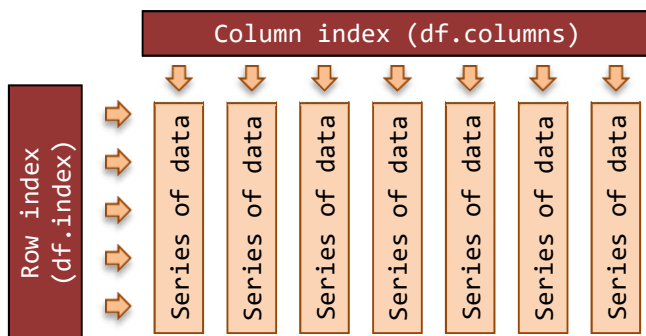 Column index (df.columns)
Row index
(df.index)
Series of data
Series of data
Series of data
Series of data
Series of data
Series of data
Series of data